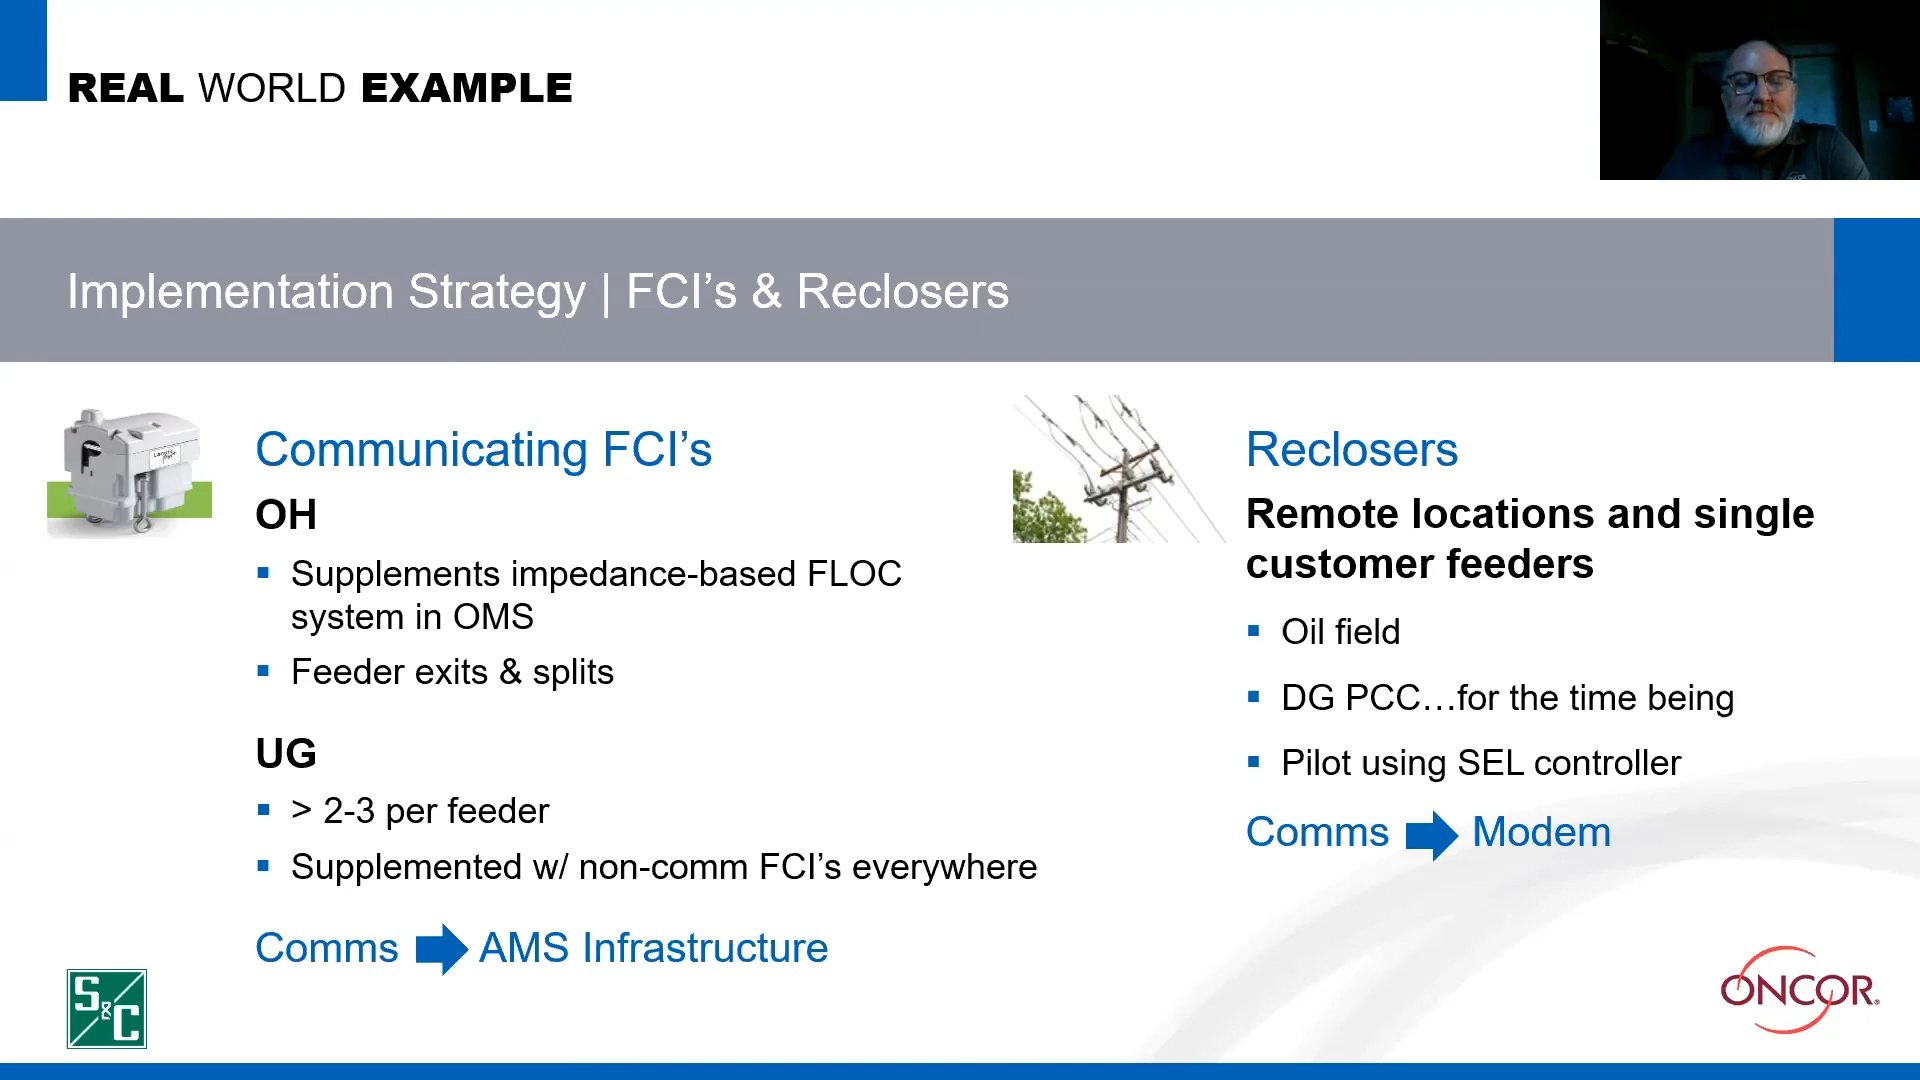 REAL WORLD EXAMPLE
Implementation Strategy | FCI’s & Reclosers
Communicating FCI’s
OH
▪ Supplements impedance-based FLOC
system in OMS
▪ Feeder exits & splits
UG
▪ > 2-3 per feeder
▪ Supplemented w/ non-comm FCI’s everywhere
Comms AMS Infrastructure
Reclosers
Remote locations and single
customer feeders
▪ Oil field
▪ DG PCC…for the time being
▪ Pilot using SEL controller
Comms Modem
S&C
ONCOR®